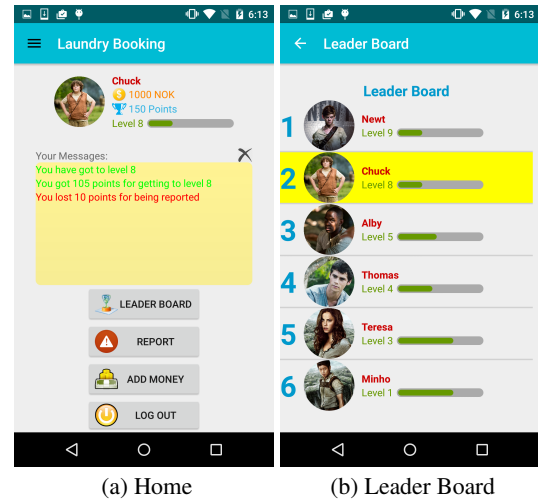 6:13
Laundry Booking
Chuck
1000 NOK
150 Points
Level 8
Your Messages:
You have got to level 8
You got 105 points for getting to level 8
You lost 10 points for being reported
LEADER BOARD
REPORT
ADD MONEY
LOG OUT
(a) Home
6:13
Leader Board
Leader Board
1
Newt
Level 9
2
Chuck
Level 8
3
Alby
Level 5
4
Thomas
Level 4
5
Teresa
Level 3
6
Minho
Level 1
(b) Leader Board